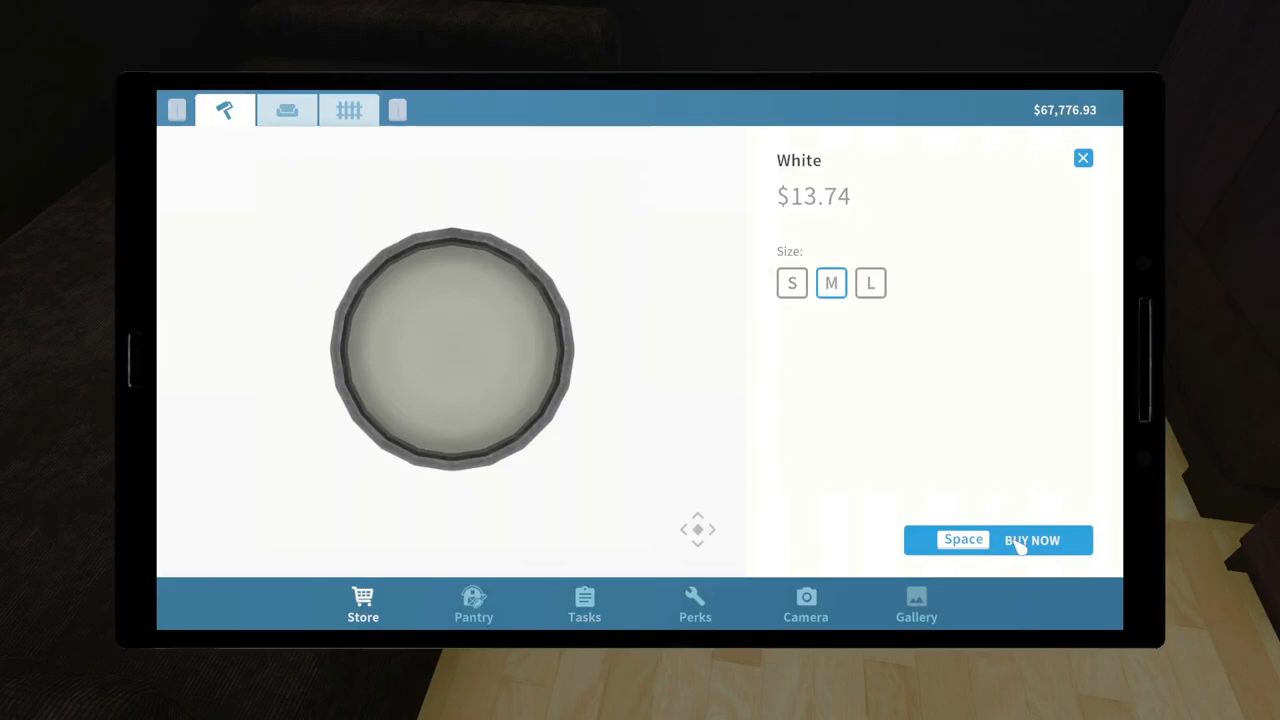 $67,776.93
White
$13.74
Size:
S M L
Space BUY NOW
Store Pantry Tasks Perks Camera Gallery